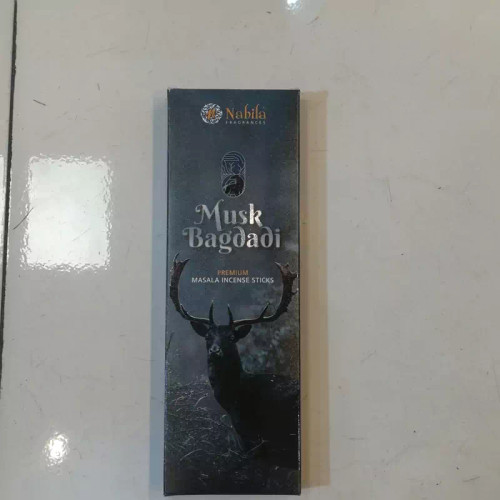 Nabila
FRAGRANCES
Musk
Bagdadi
PREMIUM
MASALA INCENSE STICKS